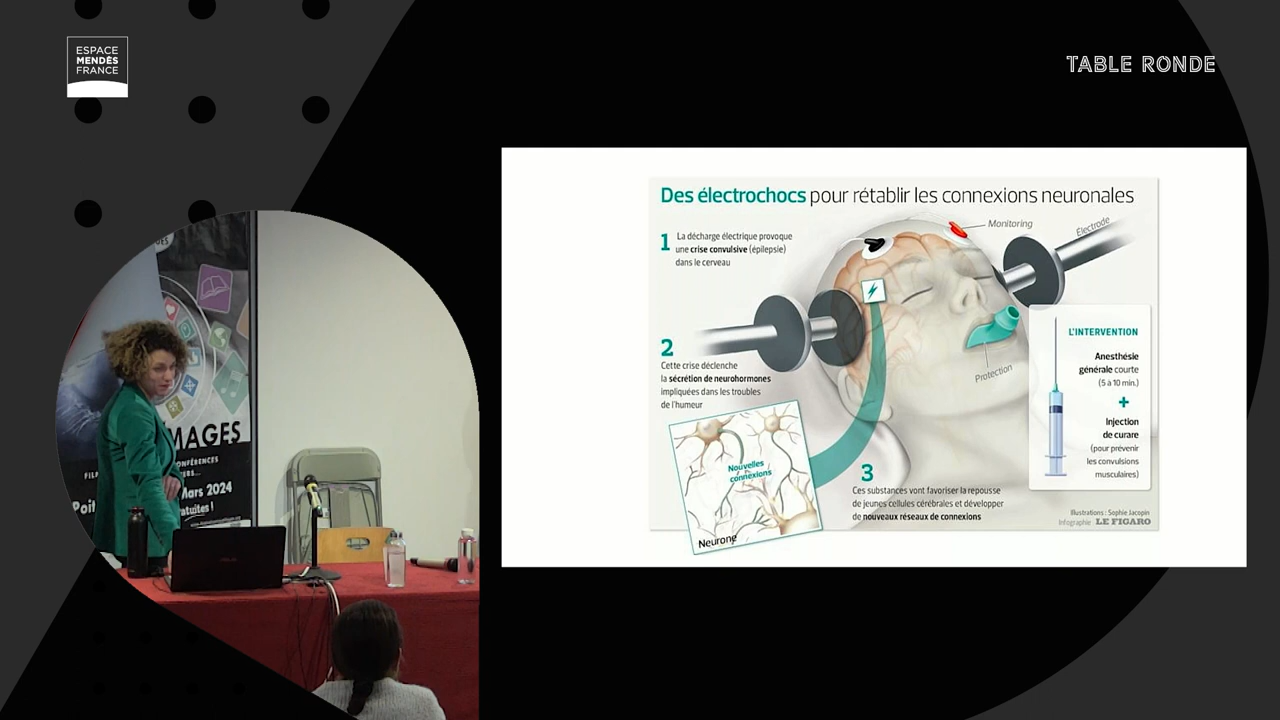 ESPACE
MENDÈS
FRANCE
TABLE RONDE
Des électrochocs pour rétablir les connexions neuronales
1 La décharge électrique provoque
une crise convulsive (épilepsie)
dans le cerveau
Monitoring
Électrode
2
Cette crise déclenche
la sécrétion de neurohormones
impliquées dans les troubles
de l'humeur
Protection
L'INTERVENTION
Anesthésie
générale courte
(5 à 10 min.)
+
Injection
de curare
(pour prévenir
les convulsions
musculaires)
Nouvelles
connexions
Neurone
3
Ces substances vont favoriser la repousse
de jeunes cellules cérébrales et développer
de nouveaux réseaux de connexions
Illustrations : Sophie Jacopin
Infographie LE FIGARO
MAGES
CONFÉRENCES
Mars 2024
ratuites !